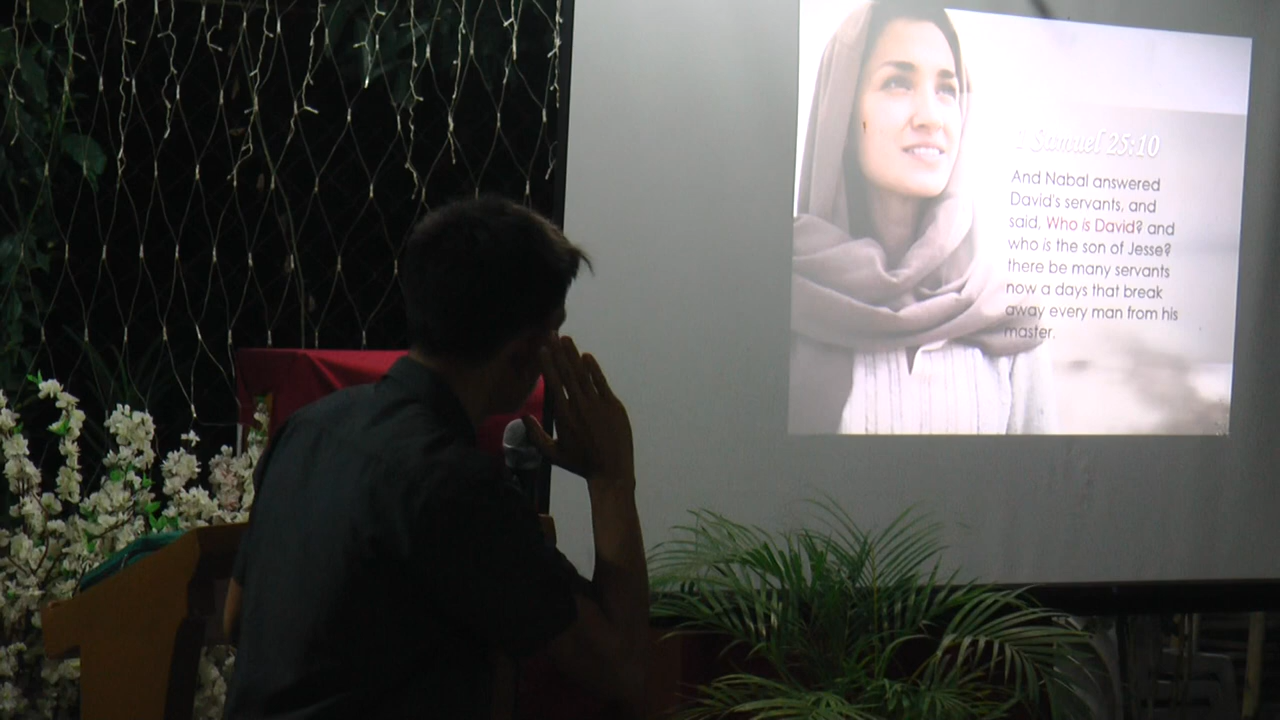 1 Samuel 25:10
And Nabal answered
David's servants, and
said, Who is David? and
who is the son of Jesse?
there be many servants
now a days that break
away every man from his
master.